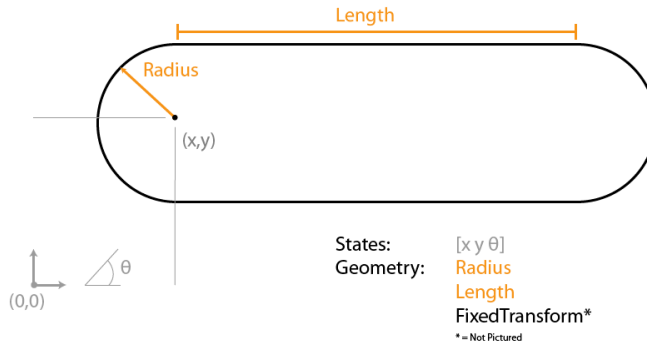 Length
Radius
(x,y)
θ
(0,0)
States: [x y θ]
Geometry: Radius
Length
FixedTransform*
* = Not Pictured